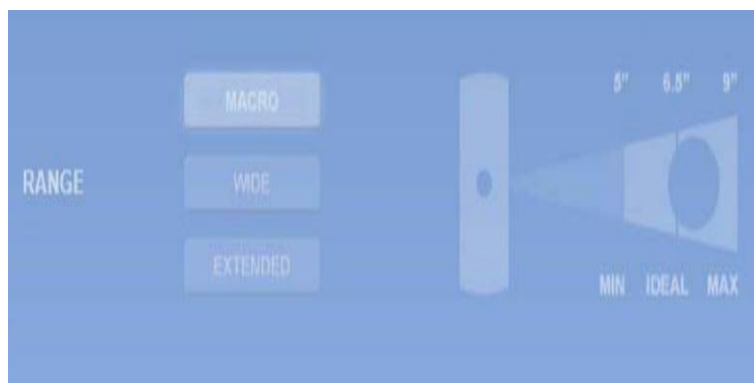 RANGE
MACRO
WIDE
EXTENDED
5" 6.5" 9"
MIN IDEAL MAX